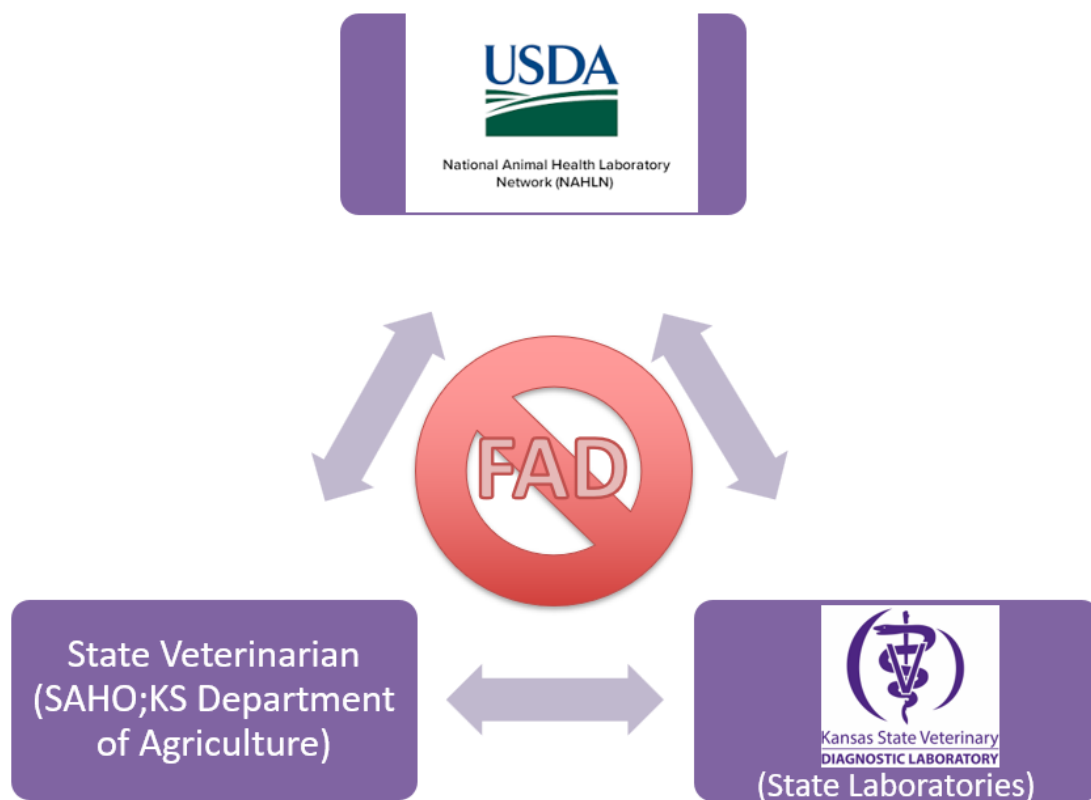 USDA
National Animal Health Laboratory
Network (NAHLN)
FAD
State Veterinarian
(SAHO;KS Department
of Agriculture)
Kansas State Veterinary
DIAGNOSTIC LABORATORY
(State Laboratories)